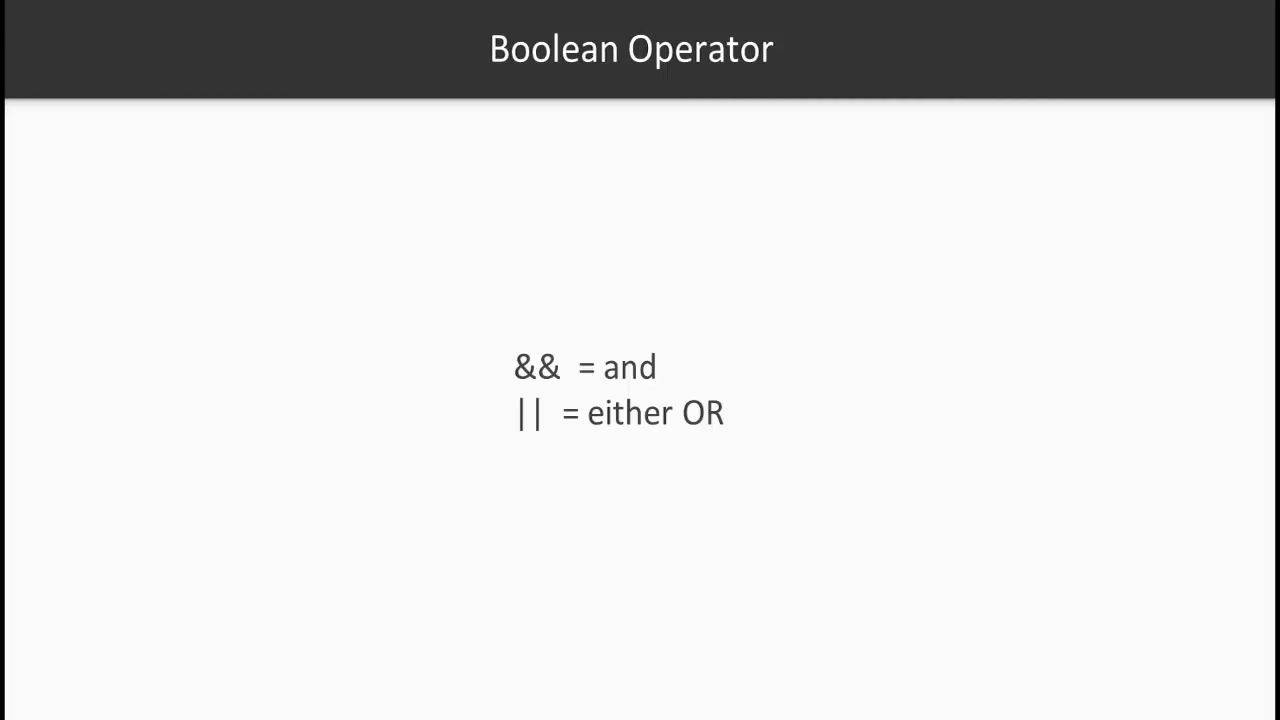 Boolean Operator
&& = and
|| = either OR